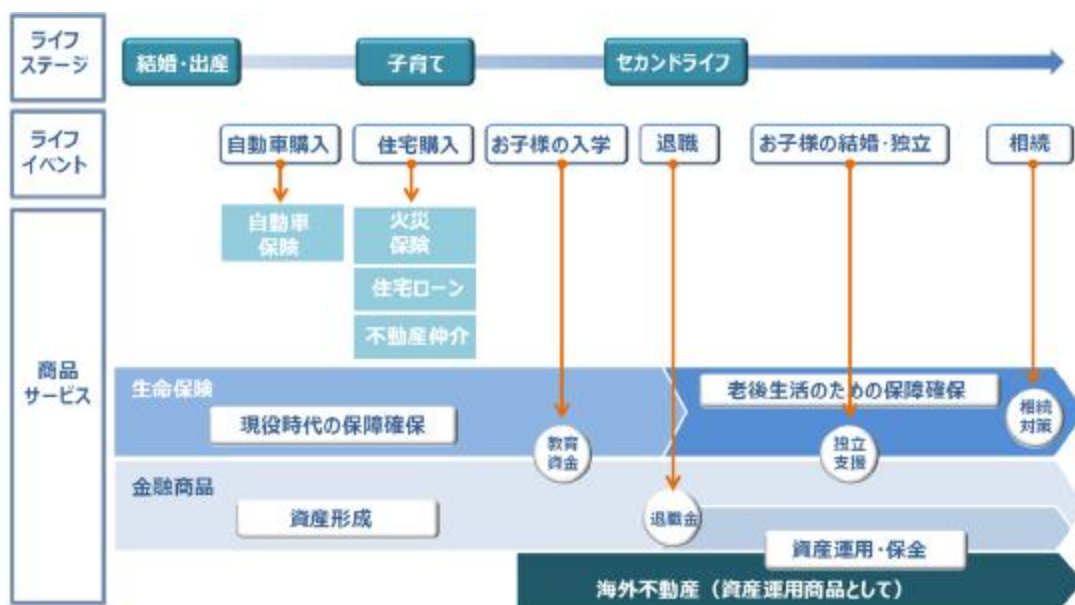 ライフ
ステージ
結婚・出産
子育て
セカンドライフ
ライフ
イベント
自動車購入
住宅購入
お子様の入学
退職
お子様の結婚・独立
相続
商品
サービス
自動車
保険
火災
保険
住宅ローン
不動産仲介
生命保険
現役時代の保障確保
老後生活のための保障確保
相続
対策
教育
資金
独立
支援
金融商品
資産形成
退職金
資産運用・保全
海外不動産（資産運用商品として）